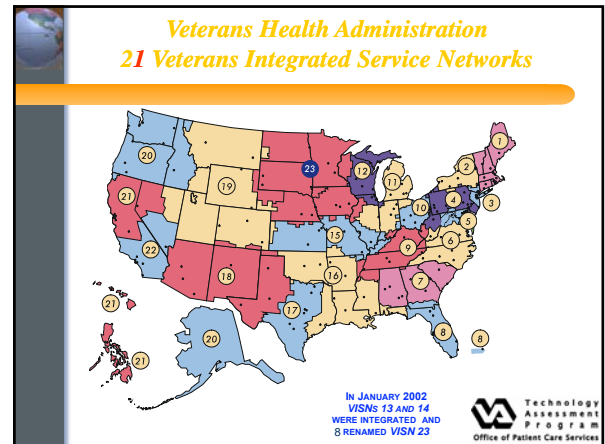 Veterans Health Administration
21 Veterans Integrated Service Networks
1
20
23
12
2
11
19
4
3
21
10
5
15
22
6
9
18
16
7
17
21
20
8
8
21
IN JANUARY 2002
VISNS 13 AND 14
WERE INTEGRATED AND
8 RENAMED VISN 23
VA
Technology
Assessment
Program
Office of Patient Care Services